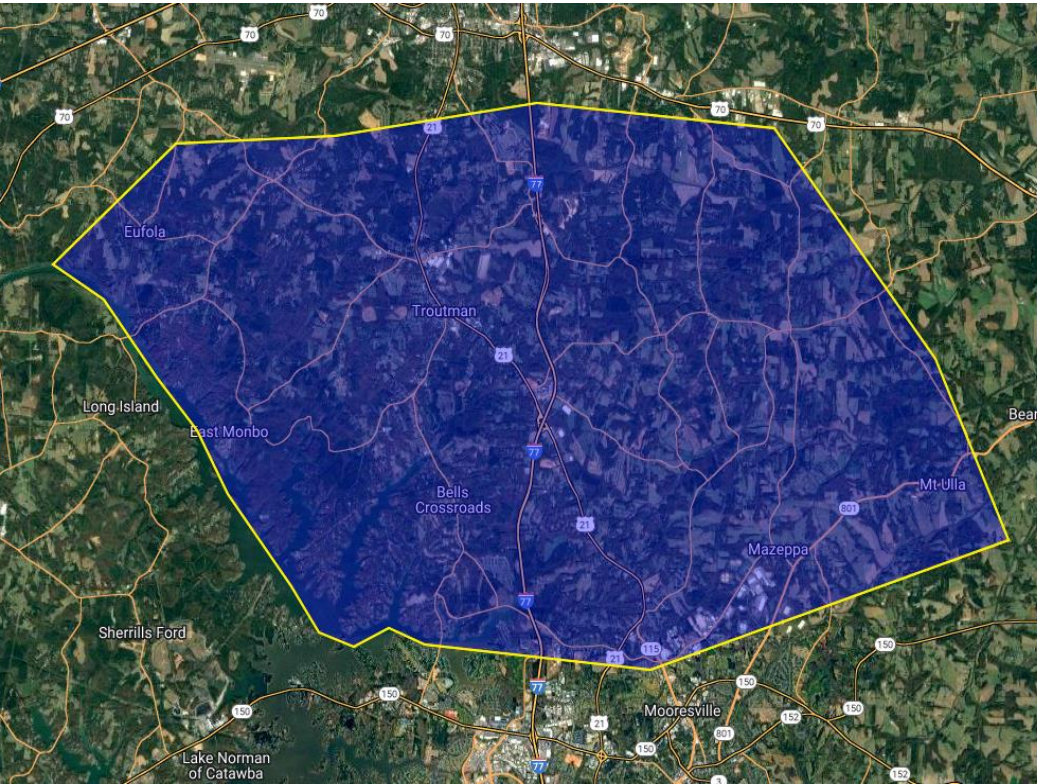 70
70
70
70
70
70
21
77
Eufola
Troutman
21
Long Island
East Monbo
Bear
77
Bells
Crossroads
Mt Ulla
801
21
Mazeppa
77
Sherrills Ford
115
21
150
77
150
150
150
Mooresville
150
152
21
801
150
Lake Norman
of Catawba
77
3
152